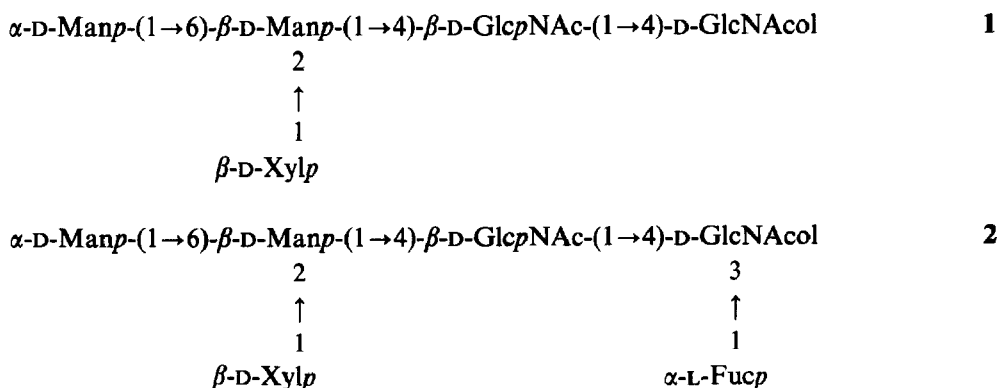 α-D-Manp-(1→6)-β-D-Manp-(1→4)-β-D-GlcpNAc-(1→4)-D-GlcNAcol 1
2
↑
1
β-D-Xylp
α-D-Manp-(1→6)-β-D-Manp-(1→4)-β-D-GlcpNAc-(1→4)-D-GlcNAcol 2
2 3
↑ ↑
1 1
β-D-Xylp α-L-Fucp